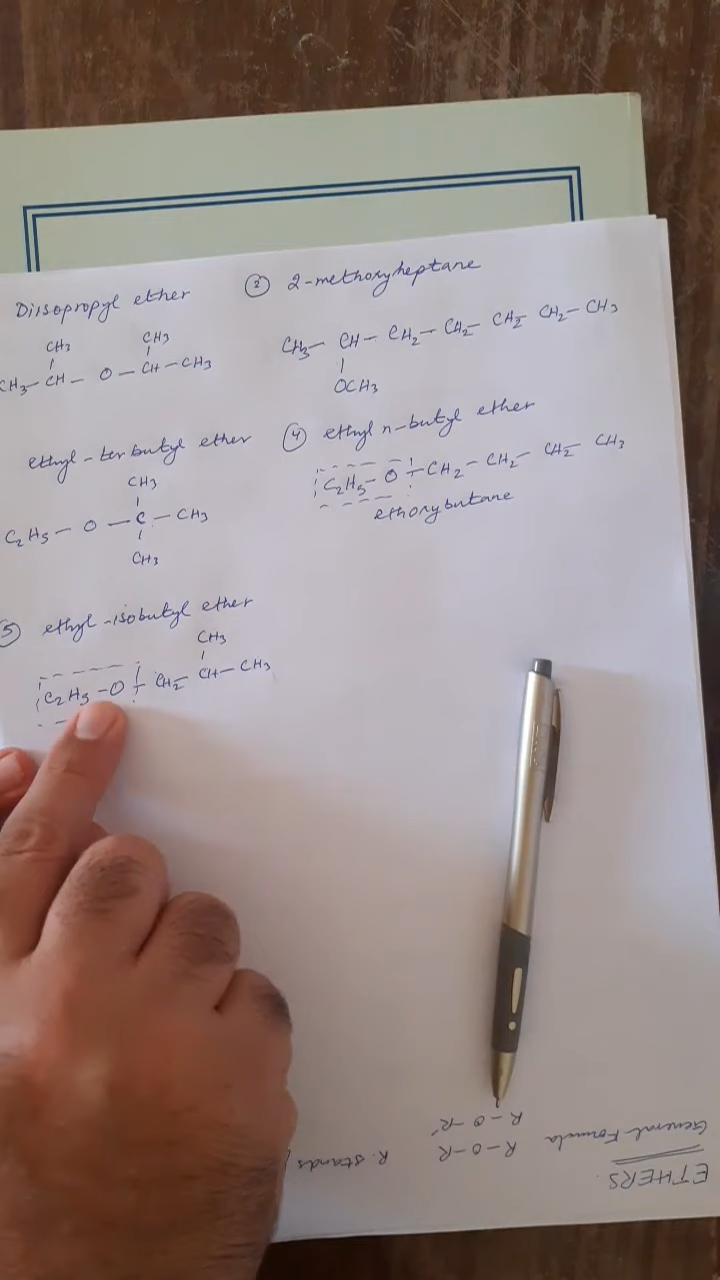 Diisopropyl ether
CH3 CH3
CH3-CH-O-CH-CH3
② 2-methoxyheptane
CH3-CH-CH2-CH2-CH2-CH2-CH3
OCH3
ethyl-ter butyl ether
CH3
C2H5-O-C-CH3
CH3
④ ethyl n-butyl ether
C2H5-O-CH2-CH2-CH2-CH3
ethoxybutane
⑤ ethyl-isobutyl ether
CH3
C2H5-O-CH2-CH-CH3
ETHERS
General Formula R-O-R R stands
R-O-R'